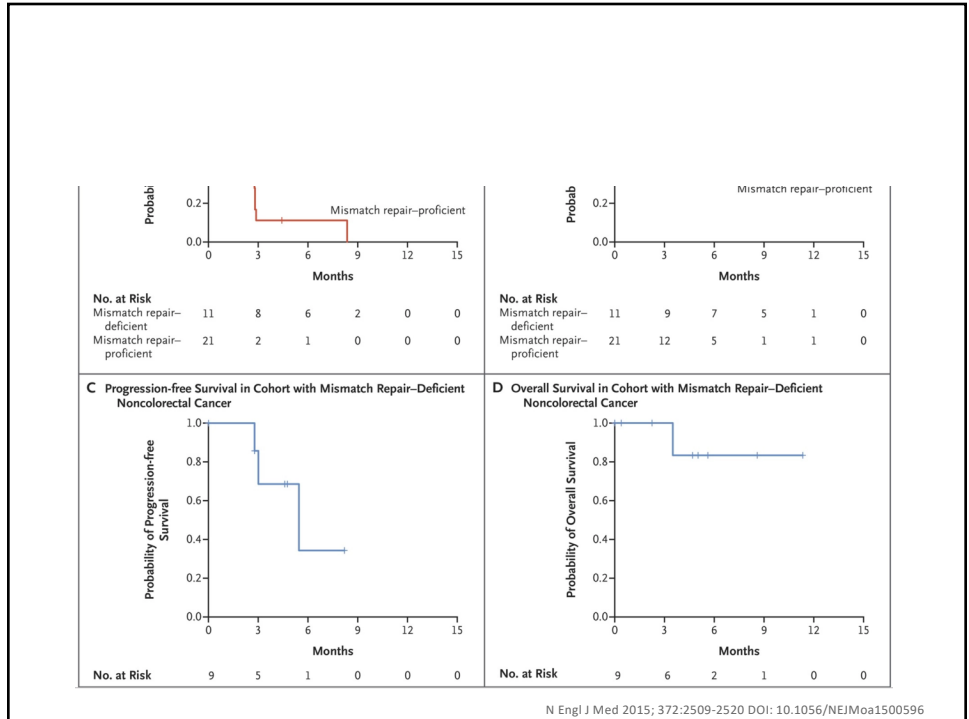 Probabi
0.2
0.0
Mismatch repair–proficient
0 3 6 9 12 15
Months
No. at Risk
Mismatch repair–
deficient
11 8 6 2 0 0
Mismatch repair–
proficient
21 2 1 0 0 0
Probab
0.2
0.0
Mismatch repair–proficient
0 3 6 9 12 15
Months
No. at Risk
Mismatch repair–
deficient
11 9 7 5 1 0
Mismatch repair–
proficient
21 12 5 1 1 0
C Progression-free Survival in Cohort with Mismatch Repair–Deficient
Noncolorectal Cancer
Probability of Progression-free
Survival
1.0
0.8
0.6
0.4
0.2
0.0
0 3 6 9 12 15
Months
No. at Risk 9 5 1 0 0 0
D Overall Survival in Cohort with Mismatch Repair–Deficient
Noncolorectal Cancer
Probability of Overall Survival
1.0
0.8
0.6
0.4
0.2
0.0
0 3 6 9 12 15
Months
No. at Risk 9 6 2 1 0 0
N Engl J Med 2015; 372:2509-2520 DOI: 10.1056/NEJMoa1500596